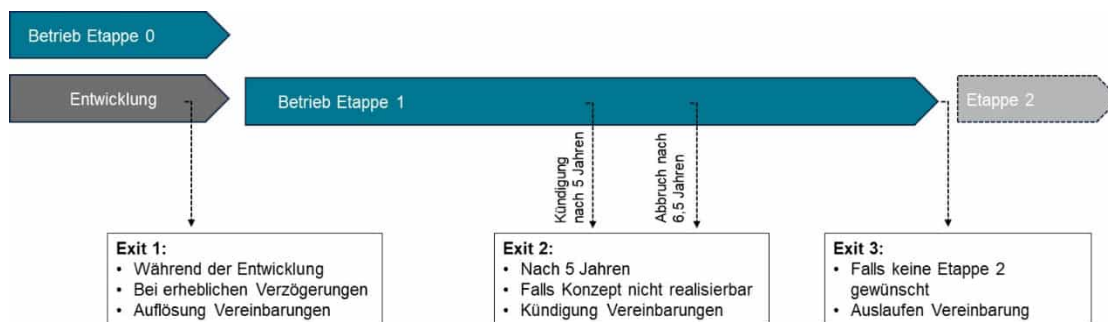 Betrieb Etappe 0
Entwicklung
Betrieb Etappe 1
Etappe 2
Kündigung
nach 5 Jahren
Abbruch nach
6,5 Jahren
Exit 1:
• Während der Entwicklung
• Bei erheblichen Verzögerungen
• Auflösung Vereinbarungen
Exit 2:
• Nach 5 Jahren
• Falls Konzept nicht realisierbar
• Kündigung Vereinbarungen
Exit 3:
• Falls keine Etappe 2
gewünscht
• Auslaufen Vereinbarung